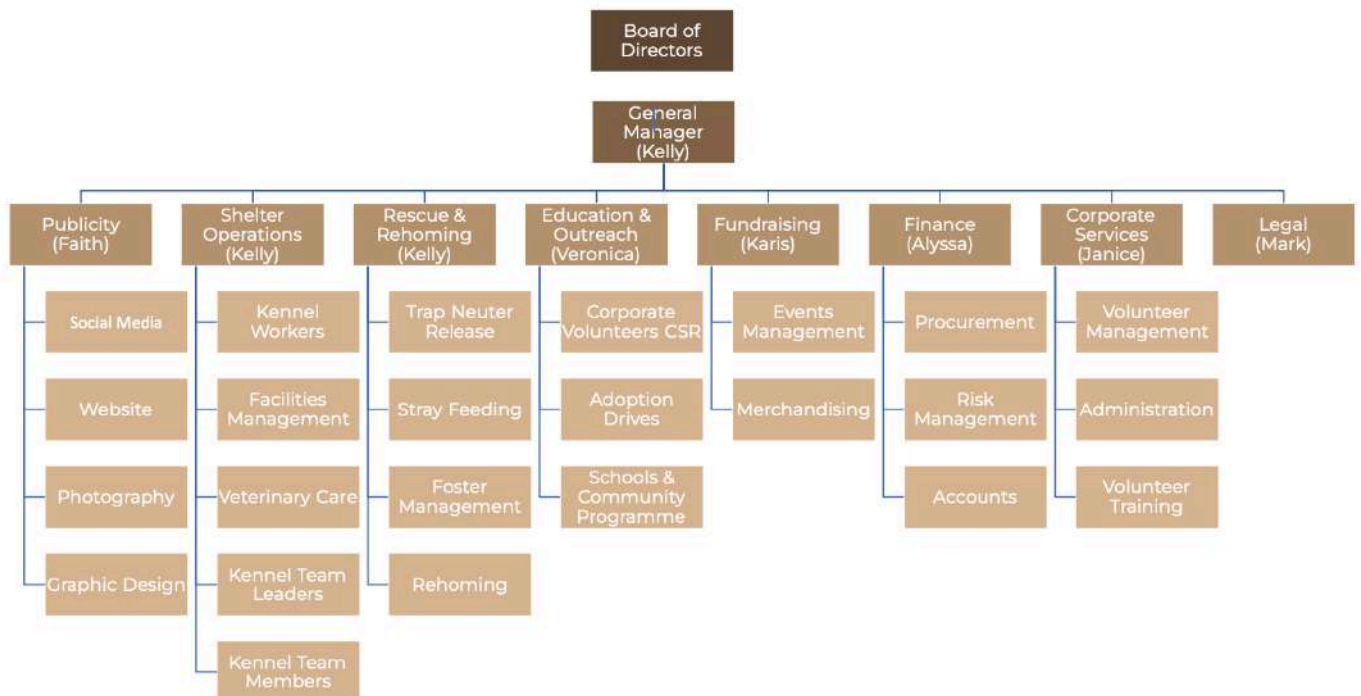 Board of
Directors
General
Manager
(Kelly)
Publicity
(Faith)
Shelter
Operations
(Kelly)
Rescue &
Rehoming
(Kelly)
Education &
Outreach
(Veronica)
Fundraising
(Karis)
Finance
(Alyssa)
Corporate
Services
(Janice)
Legal
(Mark)
Social Media
Website
Photography
Graphic Design
Kennel
Workers
Facilities
Management
Veterinary Care
Kennel Team
Leaders
Kennel Team
Members
Trap Neuter
Release
Stray Feeding
Foster
Management
Rehoming
Corporate
Volunteers CSR
Adoption
Drives
Schools &
Community
Programme
Events
Management
Merchandising
Procurement
Risk
Management
Accounts
Volunteer
Management
Administration
Volunteer
Training